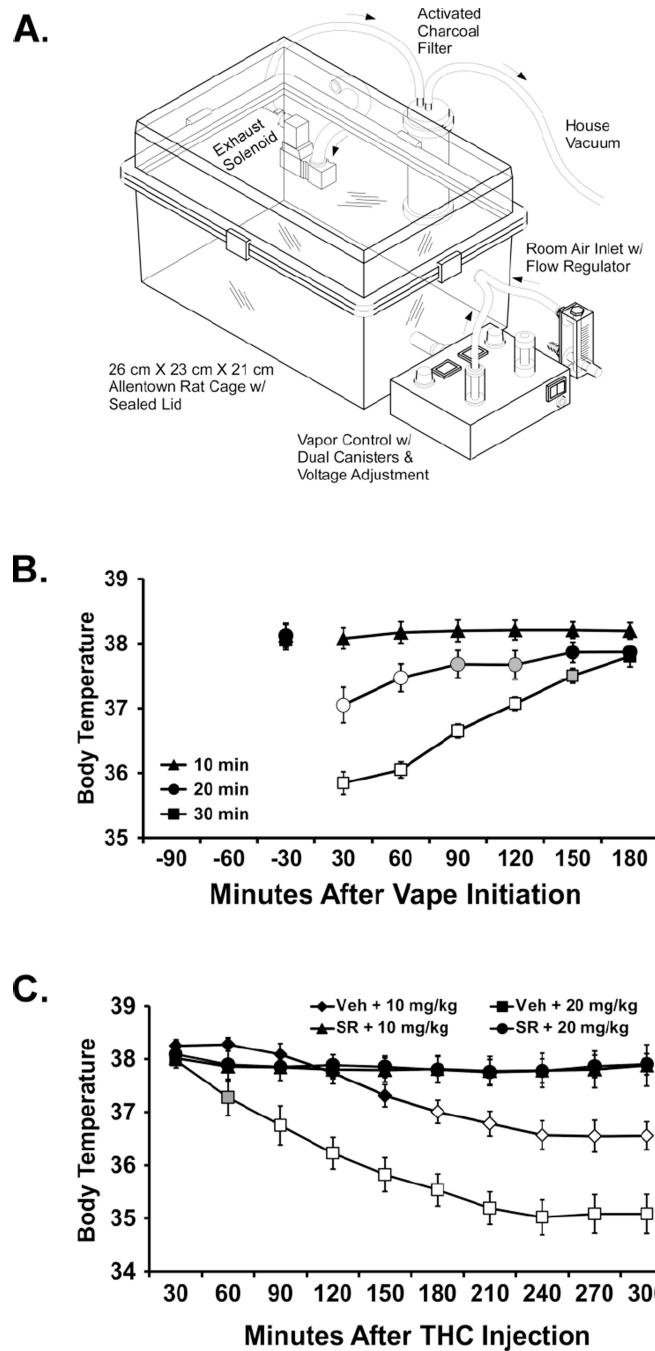 A.
Activated
Charcoal
Filter
House
Vacuum
Exhaust
Solenoid
Room Air Inlet w/
Flow Regulator
26 cm X 23 cm X 21 cm
Allentown Rat Cage w/
Sealed Lid
Vapor Control w/
Dual Canisters &
Voltage Adjustment
B.
39
38
37
36
35
Body Temperature
10 min
20 min
30 min
-90 -60 -30 30 60 90 120 150 180
Minutes After Vape Initiation
C.
39
38
37
36
35
34
Body Temperature
Veh + 10 mg/kg Veh + 20 mg/kg
SR + 10 mg/kg SR + 20 mg/kg
30 60 90 120 150 180 210 240 270 300
Minutes After THC Injection